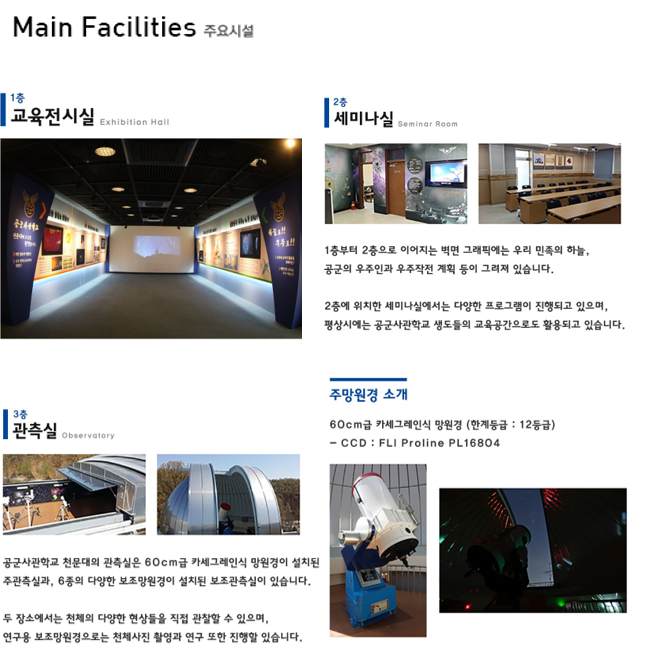 Main Facilities 주요시설
1층
교육전시실 Exhibition Hall
2층
세미나실 Seminar Room
1층부터 2층으로 이어지는 벽면 그래픽에는 우리 민족의 하늘,
공군의 우주인과 우주작전 계획 등이 그려져 있습니다.
2층에 위치한 세미나실에서는 다양한 프로그램이 진행되고 있으며,
평상시에는 공군사관학교 생도들의 교육공간으로도 활용되고 있습니다.
3층
관측실 Observatory
공군사관학교 천문대의 관측실은 60cm급 카세그레인식 망원경이 설치된
주관측실과, 6종의 다양한 보조망원경이 설치된 보조관측실이 있습니다.
두 장소에서는 천체의 다양한 현상들을 직접 관찰할 수 있으며,
연구용 보조망원경으로는 천체사진 촬영과 연구 또한 진행할 있습니다.
주망원경 소개
60cm급 카세그레인식 망원경 (한계등급 : 12등급)
– CCD : FLI Proline PL16804